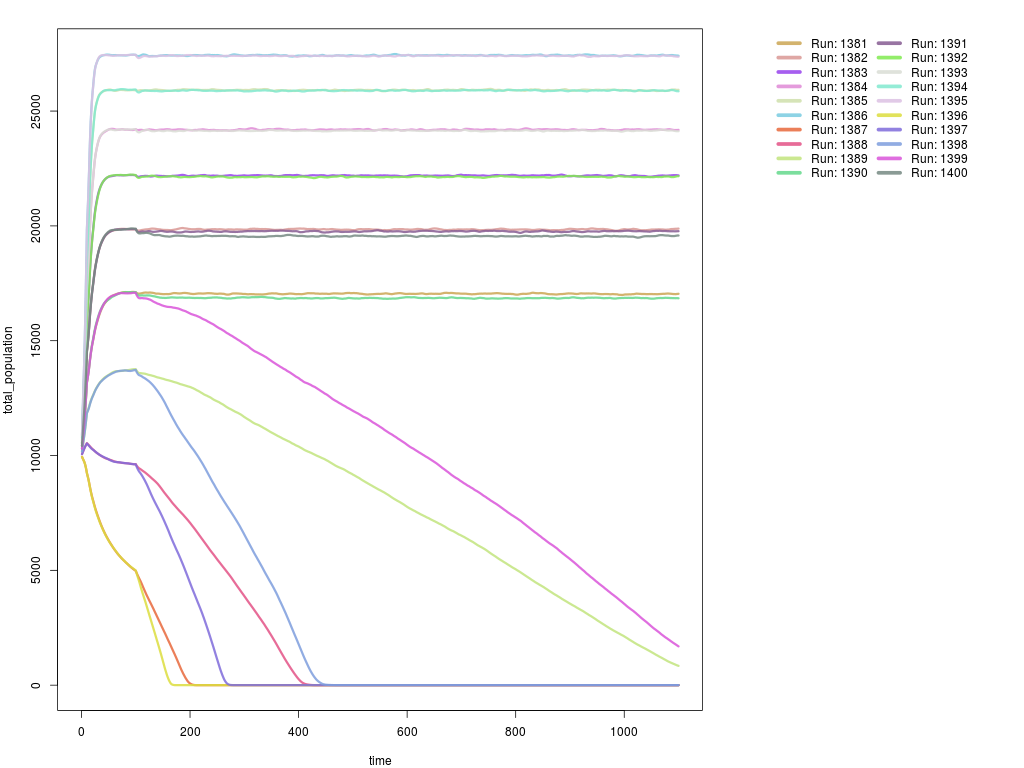 total_population
25000
20000
15000
10000
5000
0
0 200 400 600 800 1000
time
Run: 1381 Run: 1391
Run: 1382 Run: 1392
Run: 1383 Run: 1393
Run: 1384 Run: 1394
Run: 1385 Run: 1395
Run: 1386 Run: 1396
Run: 1387 Run: 1397
Run: 1388 Run: 1398
Run: 1389 Run: 1399
Run: 1390 Run: 1400